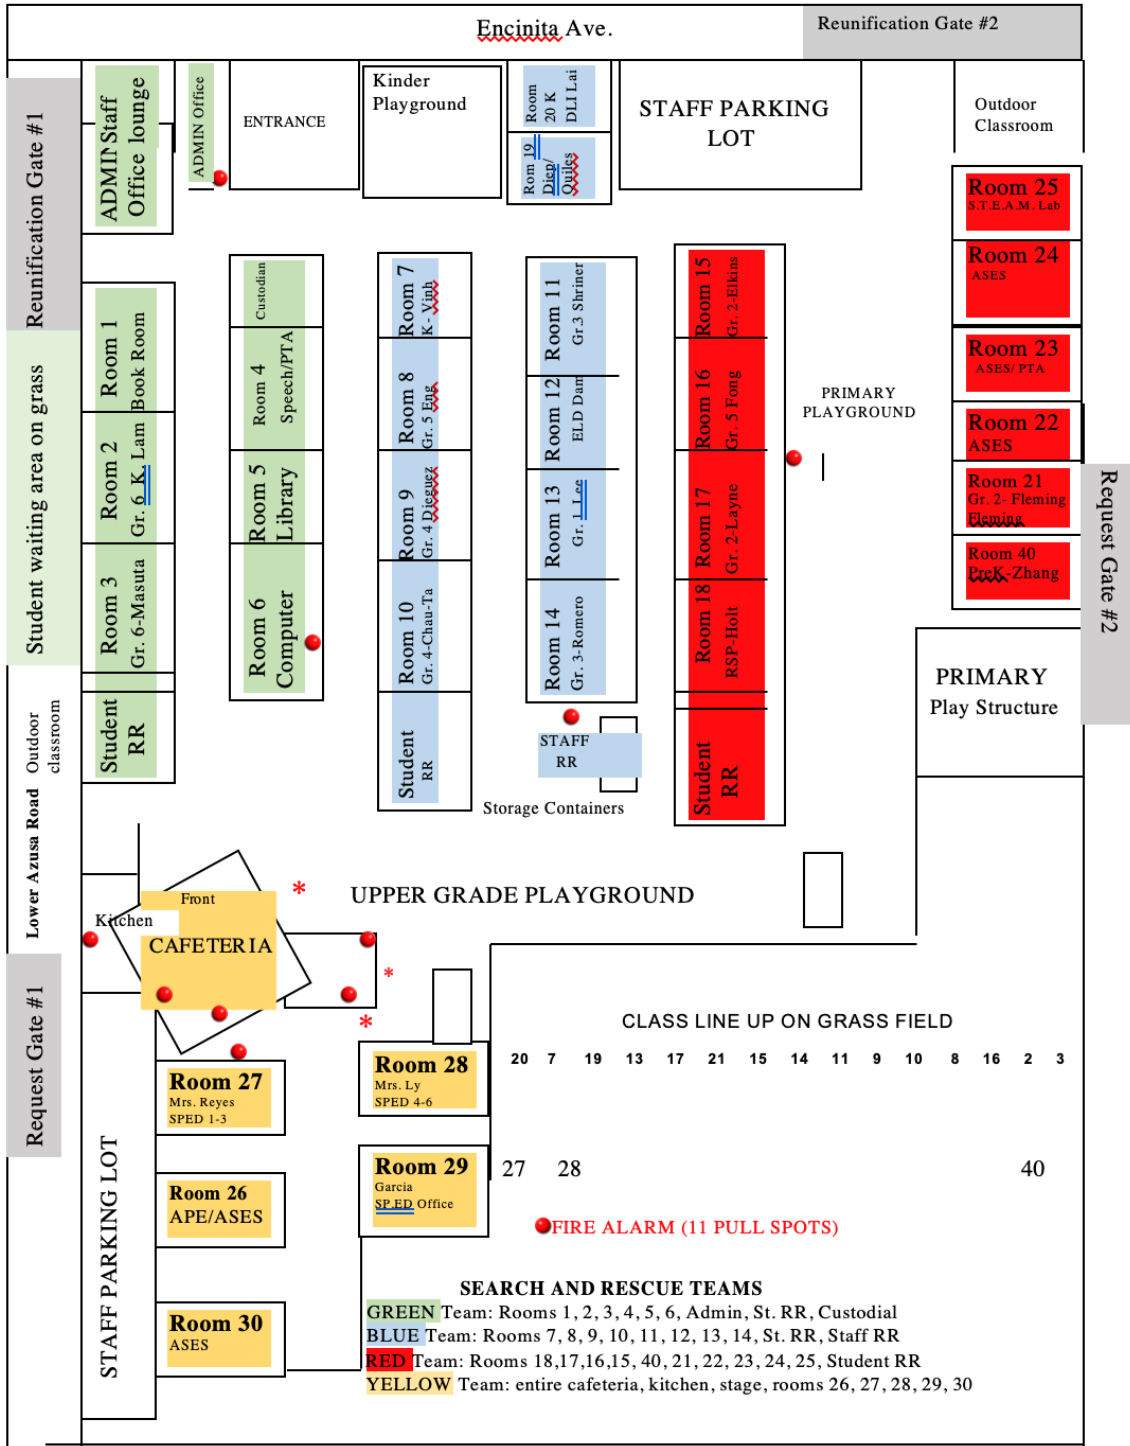 Encinita Ave.
Reunification Gate #2
Reunification Gate #1
Student waiting area on grass
Outdoor
classroom
Lower Azusa Road
Request Gate #1
ADMIN Staff
Office lounge
ADMIN Office
ENTRANCE
Kinder
Playground
Room
20 K
DLI Lai
Rom 19
Diep/
Quiles
STAFF PARKING
LOT
Outdoor
Classroom
Room 1
Book Room
Room 2
Gr. 6 K. Lam
Room 3
Gr. 6-Masuta
Student
RR
Custodian
Room 4
Speech/PTA
Room 5
Library
Room 6
Computer
Room 7
K- Vinh
Room 8
Gr. 5 Eng
Room 9
Gr. 4 Dieguez
Room 10
Gr. 4-Chau-Ta
Student
RR
Room 11
Gr.3 Shriner
Room 12
ELD Dam
Room 13
Gr. 1 Lee
Room 14
Gr. 3-Romero
STAFF
RR
Storage Containers
Room 15
Gr. 2-Elkins
Room 16
Gr. 5 Fong
Room 17
Gr. 2-Layne
Room 18
RSP-Holt
Student
RR
PRIMARY
PLAYGROUND
Room 25
S.T.E.A.M. Lab
Room 24
ASES
Room 23
ASES/ PTA
Room 22
ASES
Room 21
Gr. 2- Fleming
Fleming
Room 40
PreK-Zhang
Request Gate #2
PRIMARY
Play Structure
UPPER GRADE PLAYGROUND
*
*
*
Front
Kitchen
CAFETERIA
STAFF PARKING LOT
Room 27
Mrs. Reyes
SPED 1-3
Room 28
Mrs. Ly
SPED 4-6
Room 26
APE/ASES
Room 29
Garcia
SP.ED Office
Room 30
ASES
CLASS LINE UP ON GRASS FIELD
20 7 19 13 17 21 15 14 11 9 10 8 16 2 3
27 28 40
FIRE ALARM (11 PULL SPOTS)
SEARCH AND RESCUE TEAMS
GREEN Team: Rooms 1, 2, 3, 4, 5, 6, Admin, St. RR, Custodial
BLUE Team: Rooms 7, 8, 9, 10, 11, 12, 13, 14, St. RR, Staff RR
RED Team: Rooms 18,17,16,15, 40, 21, 22, 23, 24, 25, Student RR
YELLOW Team: entire cafeteria, kitchen, stage, rooms 26, 27, 28, 29, 30